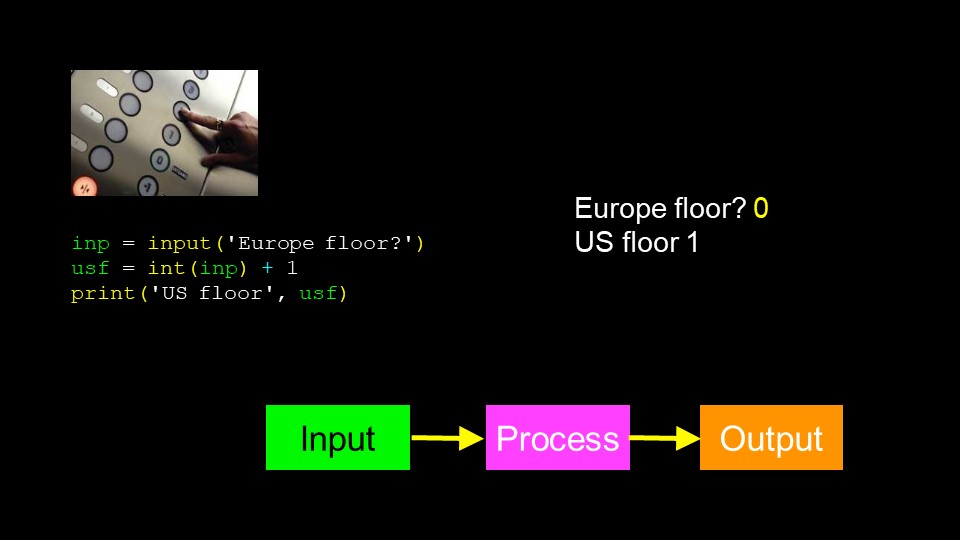 inp = input('Europe floor?')
usf = int(inp) + 1
print('US floor', usf)
Europe floor? 0
US floor 1
Input
Process
Output